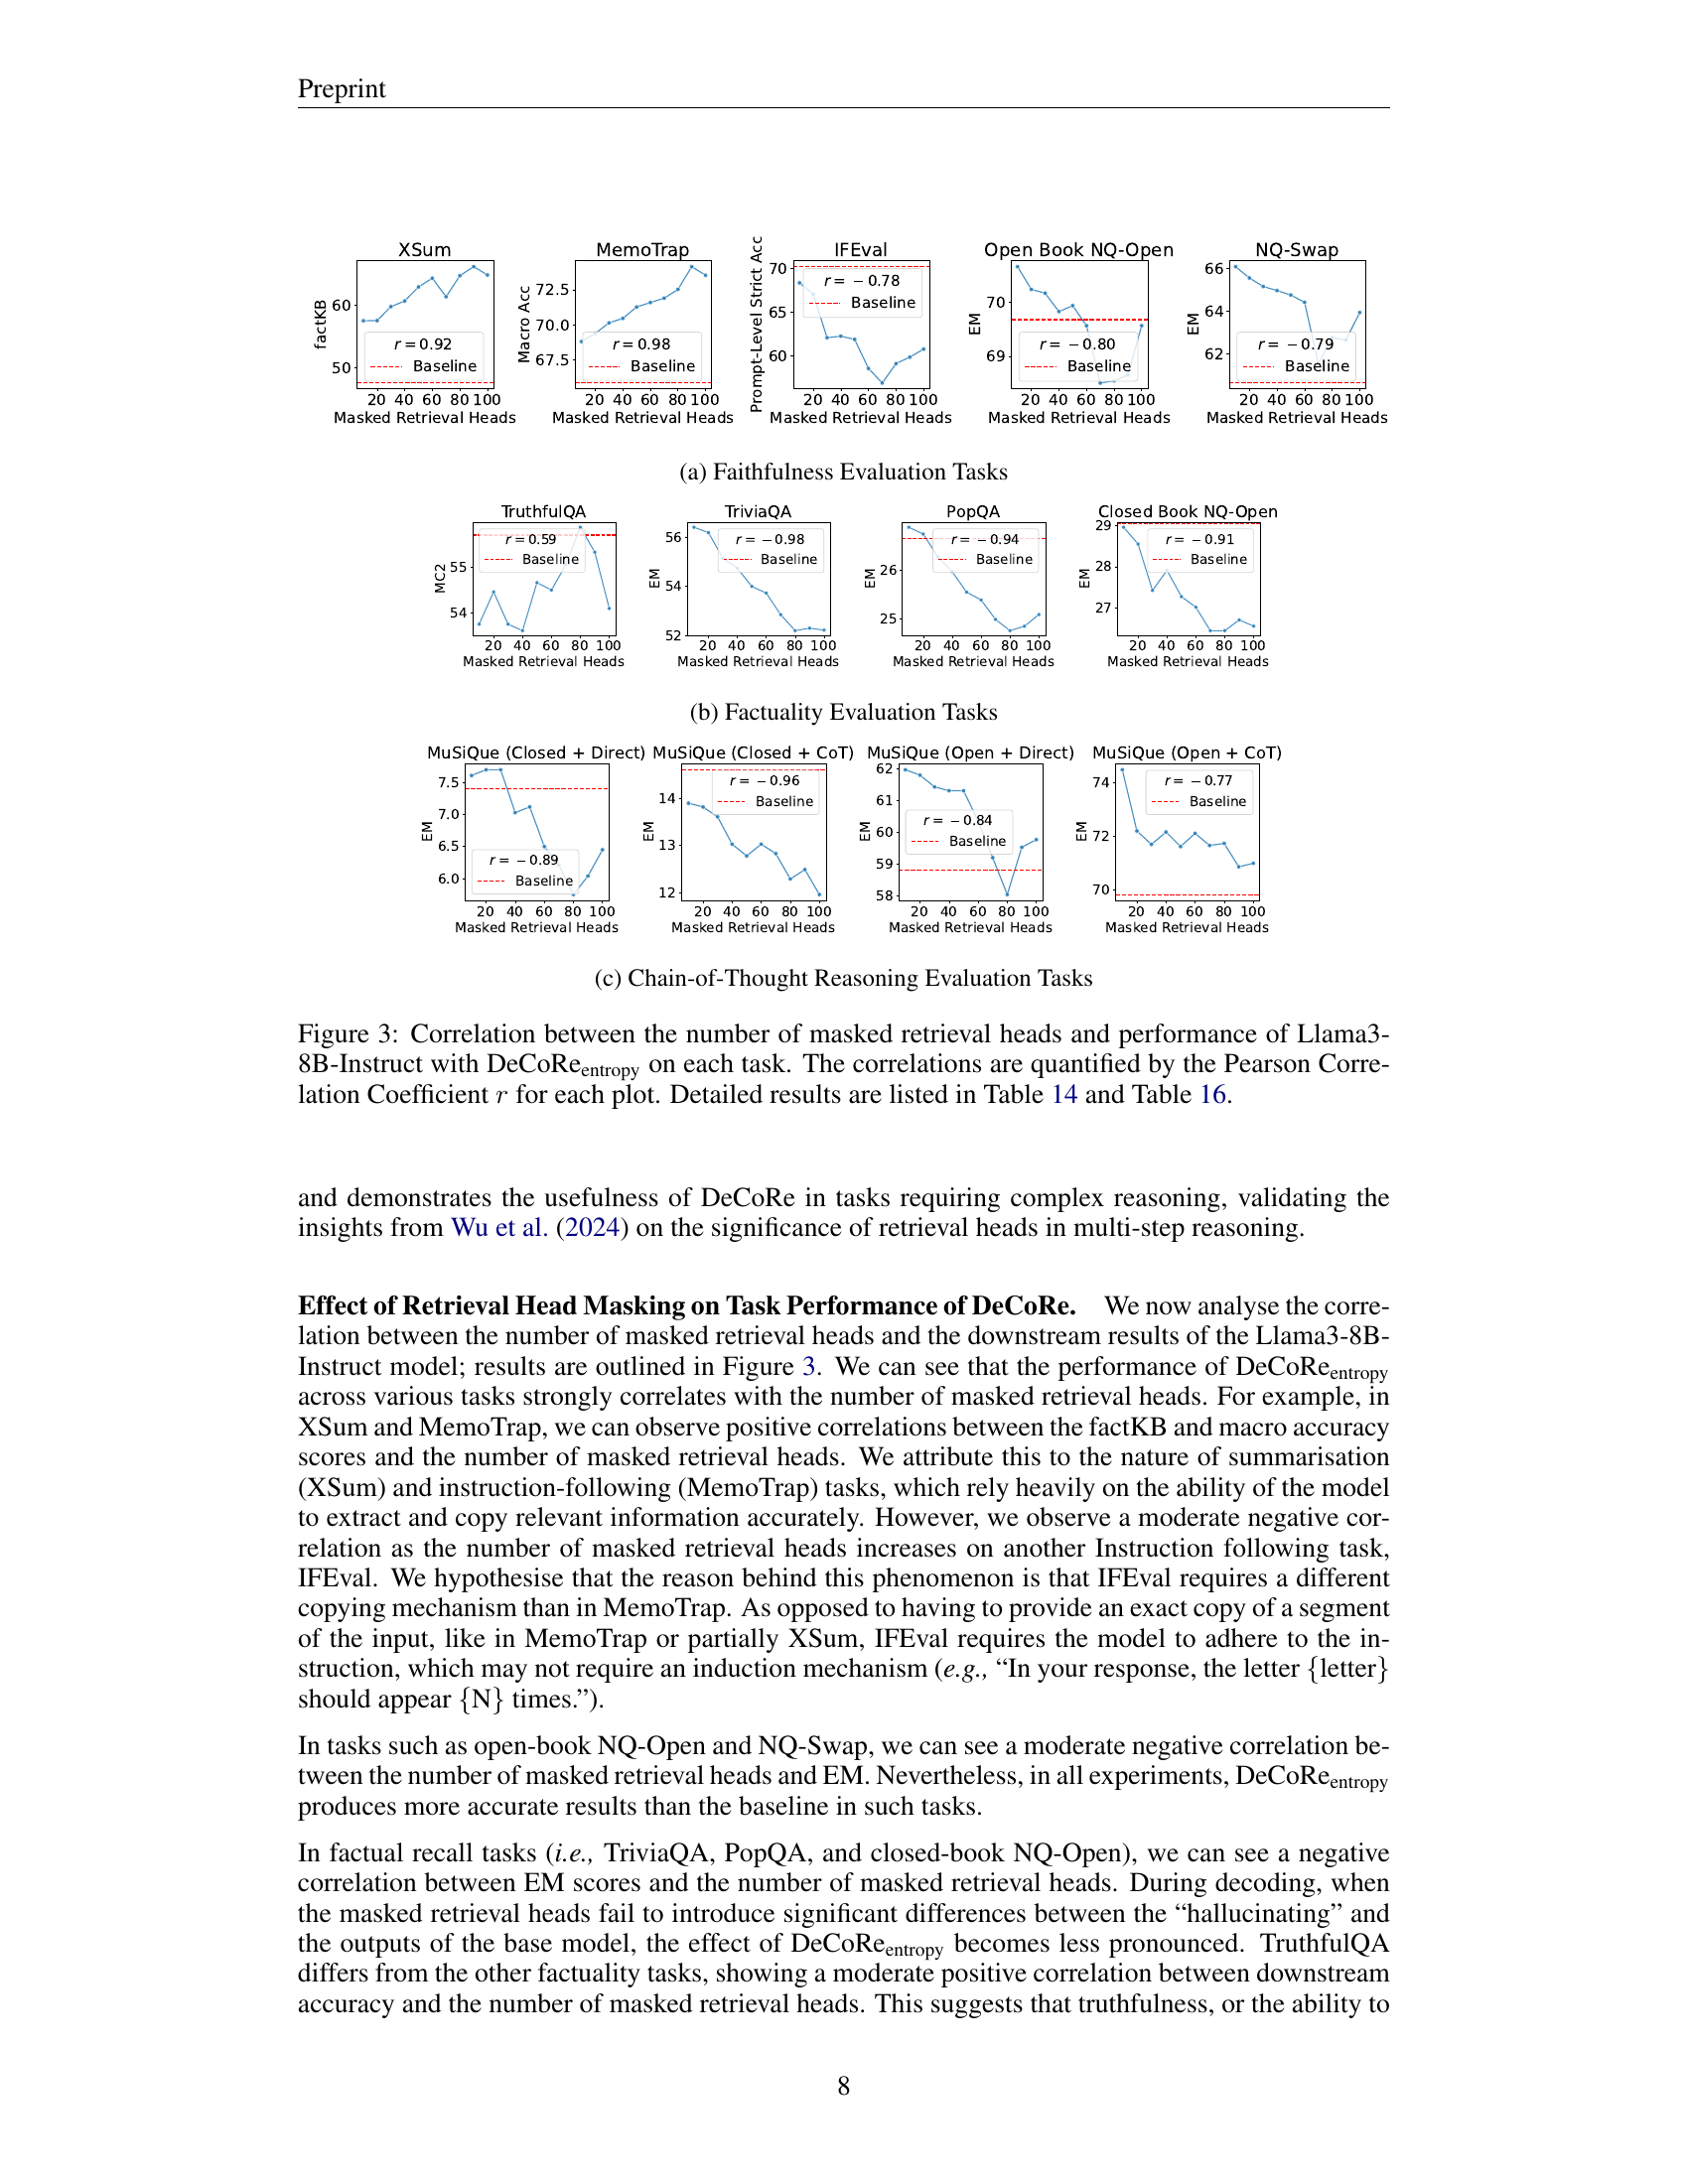 Preprint
XSum
factKB
60
50
r = 0.92
Baseline
20 40 60 80 100
Masked Retrieval Heads
MemoTrap
Macro Acc
72.5
70.0
67.5
r = 0.98
Baseline
20 40 60 80 100
Masked Retrieval Heads
IFEval
Prompt-Level Strict Acc
70
65
60
r = −0.78
Baseline
20 40 60 80 100
Masked Retrieval Heads
Open Book NQ-Open
EM
70
69
r = −0.80
Baseline
20 40 60 80 100
Masked Retrieval Heads
NQ-Swap
EM
66
64
62
r = −0.79
Baseline
20 40 60 80 100
Masked Retrieval Heads
(a) Faithfulness Evaluation Tasks
TruthfulQA
MC2
55
54
r = 0.59
Baseline
20 40 60 80 100
Masked Retrieval Heads
TriviaQA
EM
56
54
52
r = −0.98
Baseline
20 40 60 80 100
Masked Retrieval Heads
PopQA
EM
26
25
r = −0.94
Baseline
20 40 60 80 100
Masked Retrieval Heads
Closed Book NQ-Open
EM
29
28
27
r = −0.91
Baseline
20 40 60 80 100
Masked Retrieval Heads
(b) Factuality Evaluation Tasks
MuSiQue (Closed + Direct)
EM
7.5
7.0
6.5
6.0
r = −0.89
Baseline
20 40 60 80 100
Masked Retrieval Heads
MuSiQue (Closed + CoT)
EM
14
13
12
r = −0.96
Baseline
20 40 60 80 100
Masked Retrieval Heads
MuSiQue (Open + Direct)
EM
62
61
60
59
58
r = −0.84
Baseline
20 40 60 80 100
Masked Retrieval Heads
MuSiQue (Open + CoT)
EM
74
72
70
r = −0.77
Baseline
20 40 60 80 100
Masked Retrieval Heads
(c) Chain-of-Thought Reasoning Evaluation Tasks
Figure 3: Correlation between the number of masked retrieval heads and performance of Llama3-
8B-Instruct with DeCoRe entropy on each task. The correlations are quantified by the Pearson Corre-
lation Coefficient r for each plot. Detailed results are listed in Table 14 and Table 16.
and demonstrates the usefulness of DeCoRe in tasks requiring complex reasoning, validating the
insights from Wu et al. (2024) on the significance of retrieval heads in multi-step reasoning.
Effect of Retrieval Head Masking on Task Performance of DeCoRe. We now analyse the corre-
lation between the number of masked retrieval heads and the downstream results of the Llama3-8B-
Instruct model; results are outlined in Figure 3. We can see that the performance of DeCoRe entropy
across various tasks strongly correlates with the number of masked retrieval heads. For example, in
XSum and MemoTrap, we can observe positive correlations between the factKB and macro accuracy
scores and the number of masked retrieval heads. We attribute this to the nature of summarisation
(XSum) and instruction-following (MemoTrap) tasks, which rely heavily on the ability of the model
to extract and copy relevant information accurately. However, we observe a moderate negative cor-
relation as the number of masked retrieval heads increases on another Instruction following task,
IFEval. We hypothesise that the reason behind this phenomenon is that IFEval requires a different
copying mechanism than in MemoTrap. As opposed to having to provide an exact copy of a segment
of the input, like in MemoTrap or partially XSum, IFEval requires the model to adhere to the in-
struction, which may not require an induction mechanism (e.g., “In your response, the letter {letter}
should appear {N} times.”).
In tasks such as open-book NQ-Open and NQ-Swap, we can see a moderate negative correlation be-
tween the number of masked retrieval heads and EM. Nevertheless, in all experiments, DeCoRe entropy
produces more accurate results than the baseline in such tasks.
In factual recall tasks (i.e., TriviaQA, PopQA, and closed-book NQ-Open), we can see a negative
correlation between EM scores and the number of masked retrieval heads. During decoding, when
the masked retrieval heads fail to introduce significant differences between the “hallucinating” and
the outputs of the base model, the effect of DeCoRe entropy becomes less pronounced. TruthfulQA
differs from the other factuality tasks, showing a moderate positive correlation between downstream
accuracy and the number of masked retrieval heads. This suggests that truthfulness, or the ability to
8